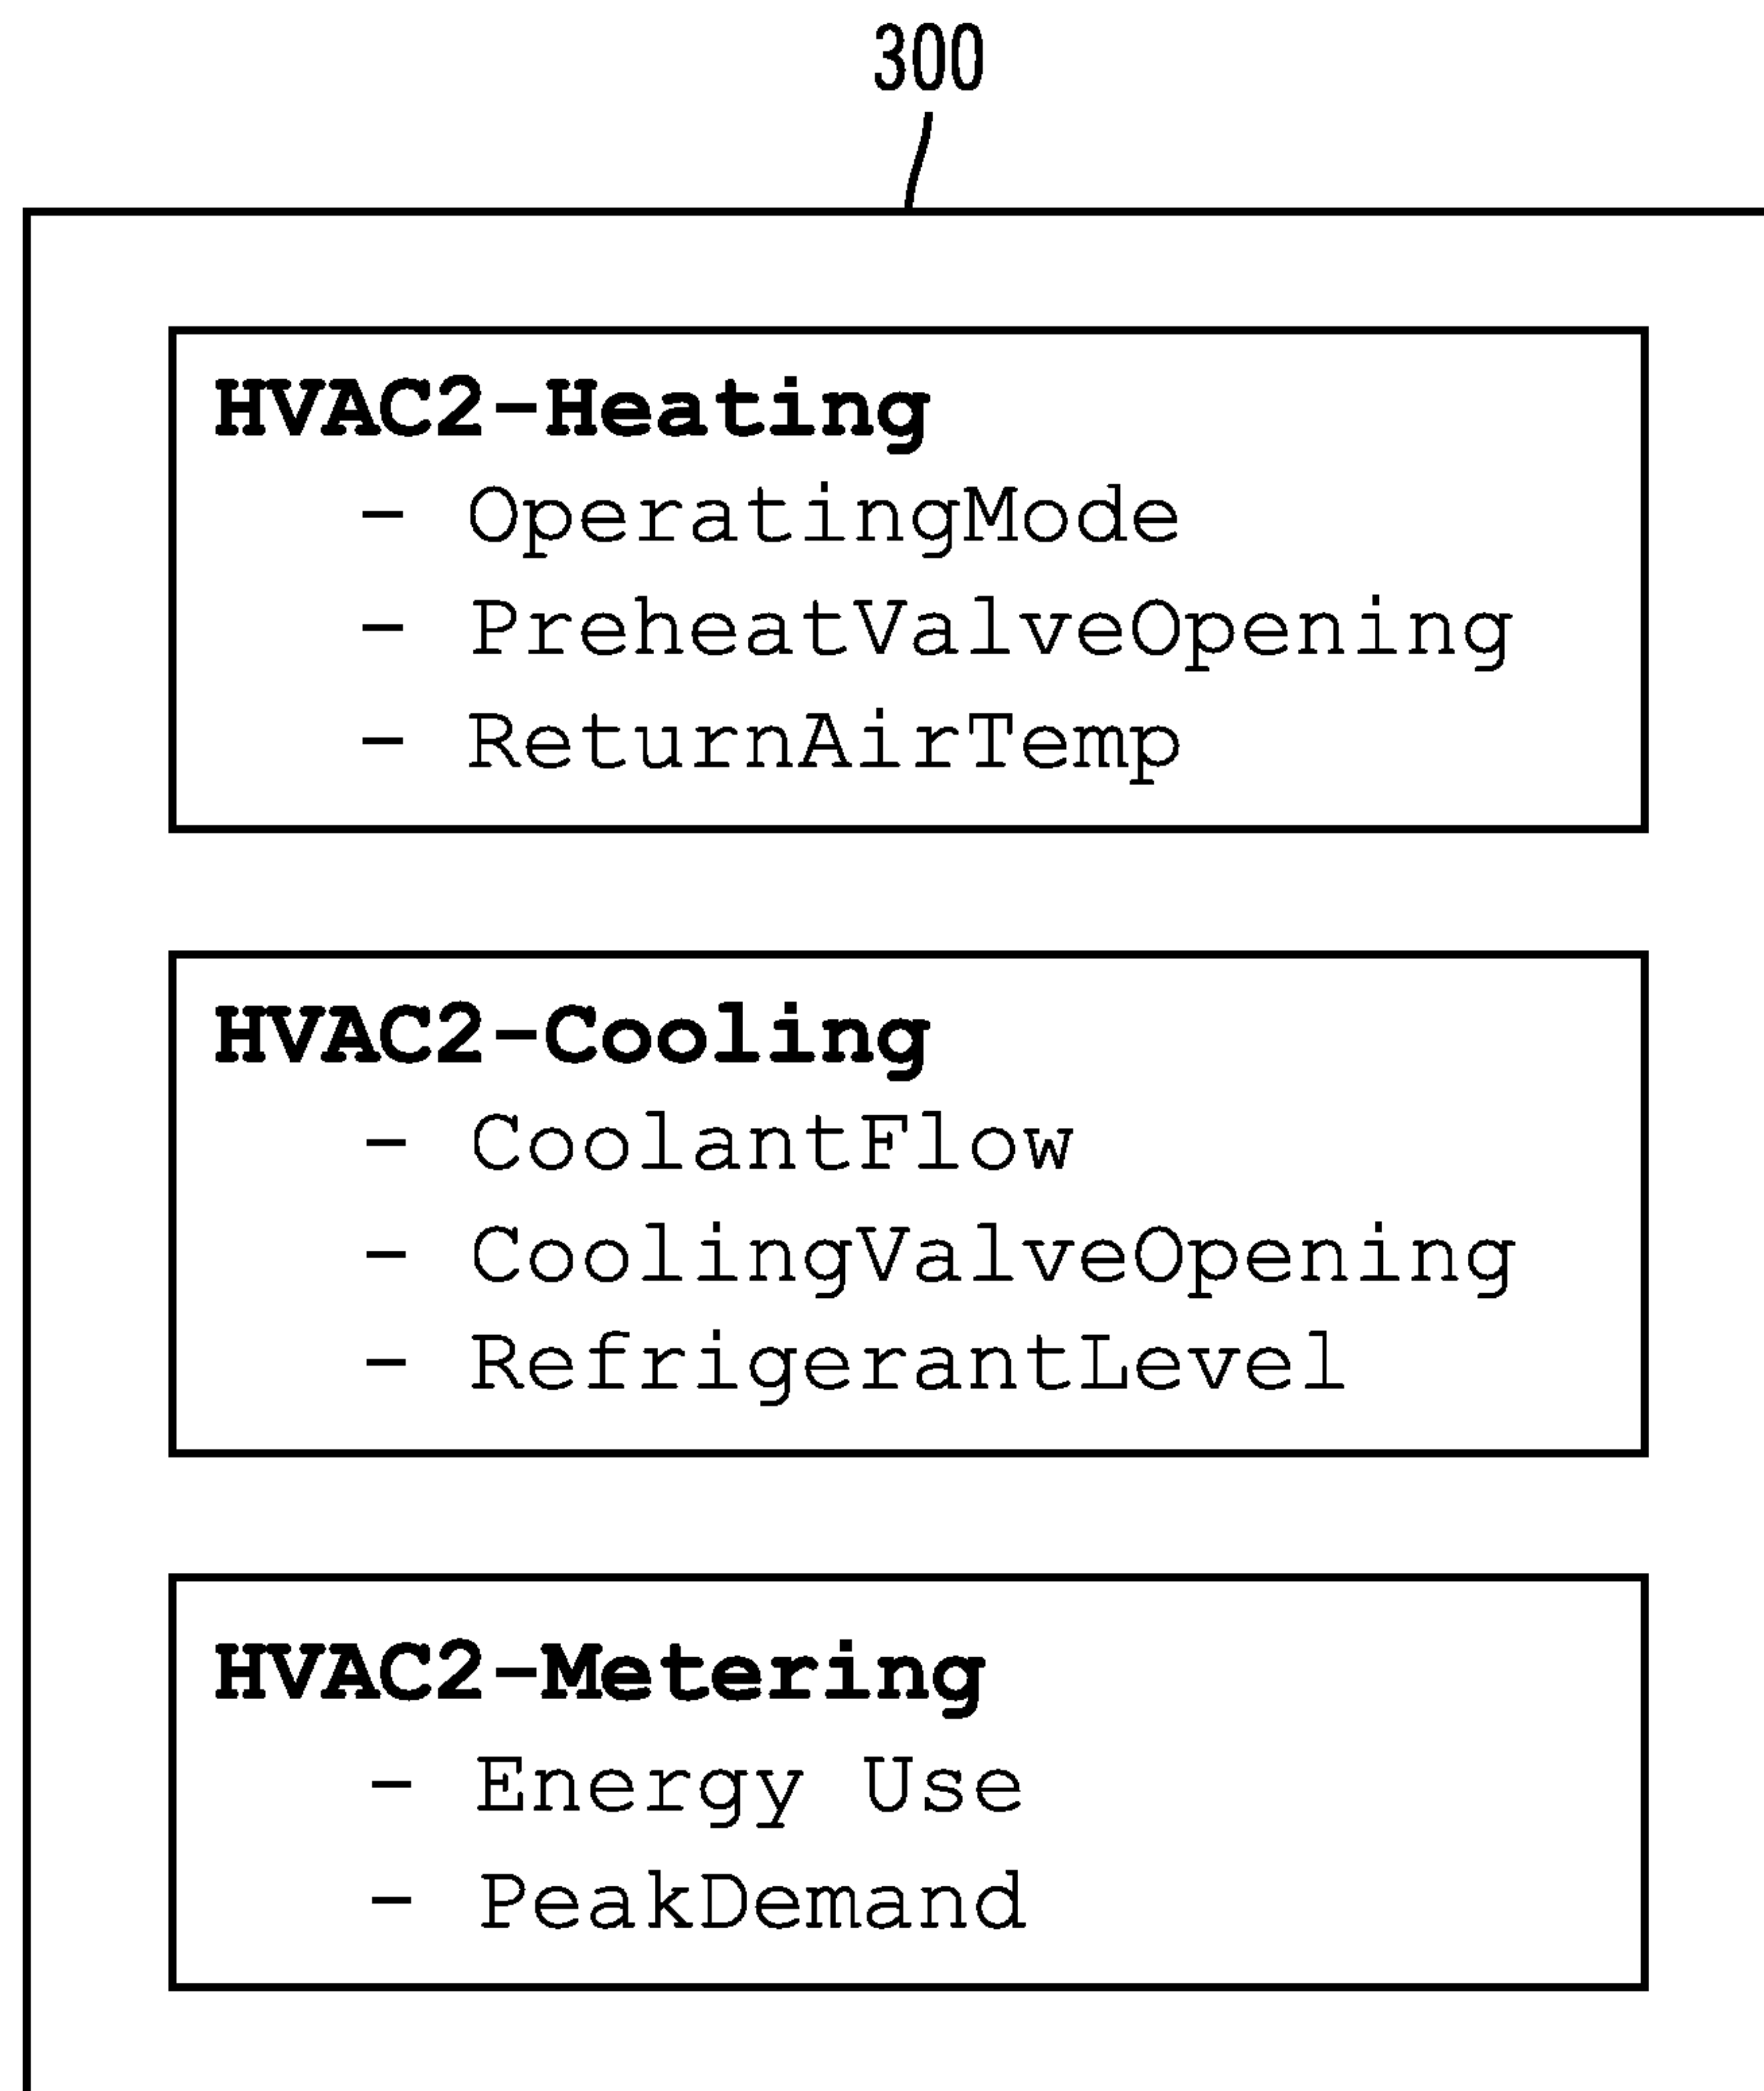 300
HVAC2-Heating
- OperatingMode
- PreheatValveOpening
- ReturnAirTemp
HVAC2-Cooling
- CoolantFlow
- CoolingValveOpening
- RefrigerantLevel
HVAC2-Metering
- Energy Use
- PeakDemand